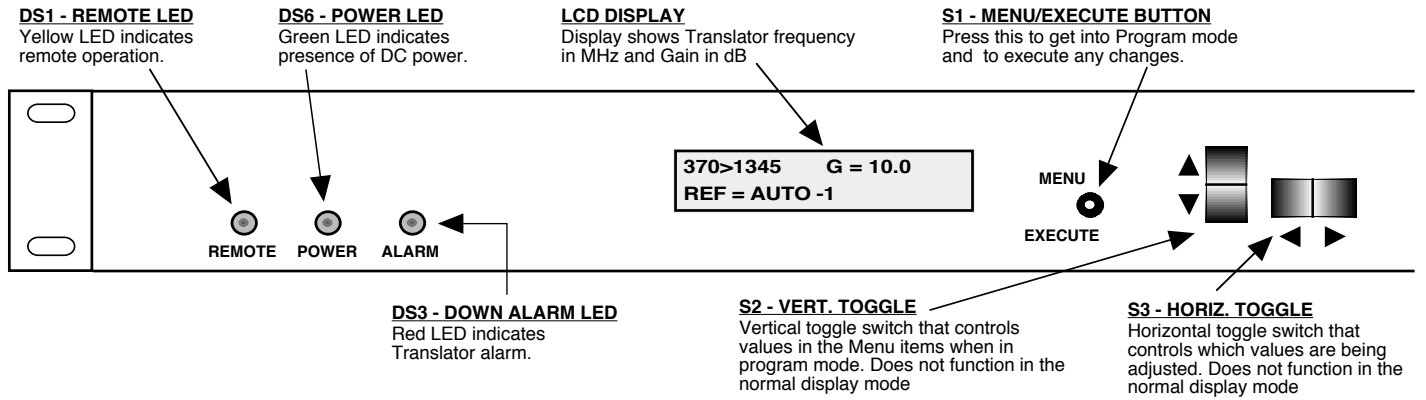 DS1 - REMOTE LED
Yellow LED indicates
remote operation.
DS6 - POWER LED
Green LED indicates
presence of DC power.
LCD DISPLAY
Display shows Translator frequency
in MHz and Gain in dB
S1 - MENU/EXECUTE BUTTON
Press this to get into Program mode
and to execute any changes.
370>1345 G = 10.0
REF = AUTO -1
MENU
EXECUTE
REMOTE POWER ALARM
DS3 - DOWN ALARM LED
Red LED indicates
Translator alarm.
S2 - VERT. TOGGLE
Vertical toggle switch that controls
values in the Menu items when in
program mode. Does not function in the
normal display mode
S3 - HORIZ. TOGGLE
Horizontal toggle switch that
controls which values are being
adjusted. Does not function in the
normal display mode